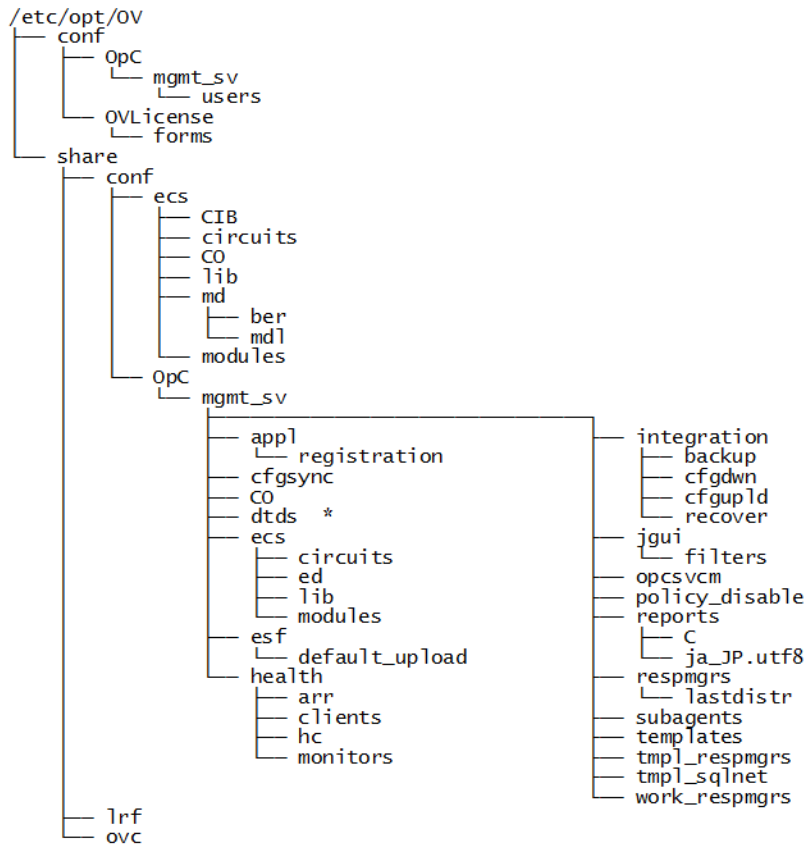 /etc/opt/OV
conf
OpC
mgmt_sv
users
OVLicense
forms
share
conf
ecs
CIB
circuits
CO
lib
md
ber
mdl
modules
OpC
mgmt_sv
appl
registration
cfgsync
CO
dtds *
ecs
circuits
ed
lib
modules
esf
default_upload
health
arr
clients
hc
monitors
integration
backup
cfgdwn
cfgupld
recover
jgui
filters
opcsvcm
policy_disable
reports
C
ja_JP.utf8
respmgrs
lastdistr
subagents
templates
tmpl_respmgrs
tmpl_sqlnet
work_respmgrs
lrf
ovc